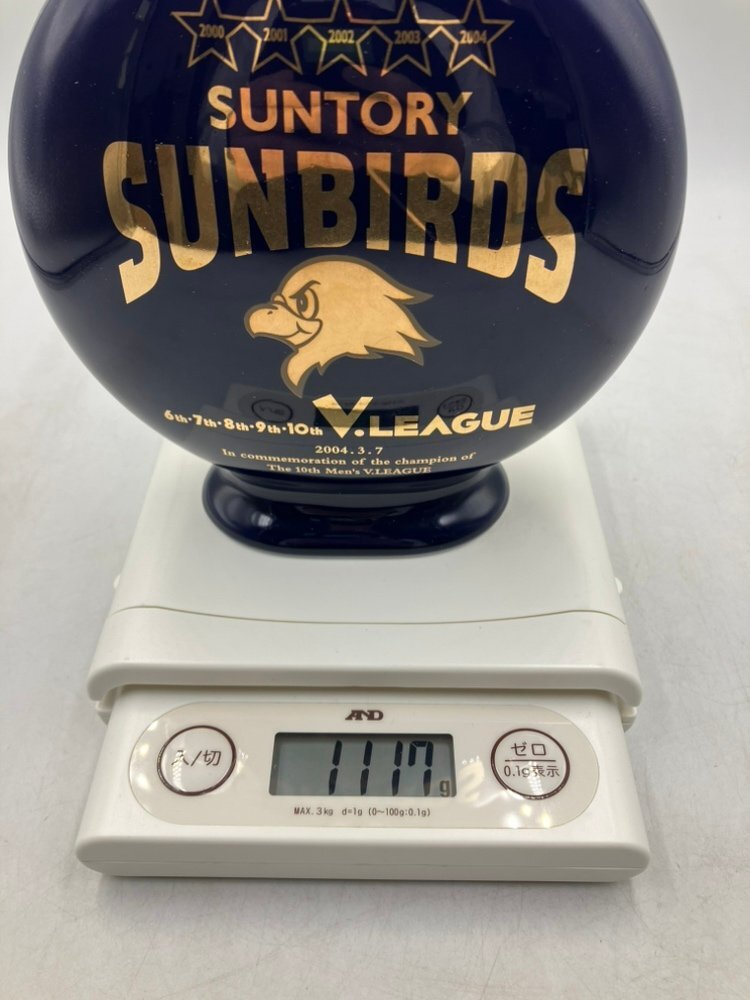 2000 2001 2002 2003 2004
SUNTORY
SUNBIRDS
6th·7th·8th·9th·10th V.LEAGUE
2004.3.7
In commemoration of the champion of
The 10th Men's V.LEAGUE
AND
入/切
1117g
ゼロ
0.1g表示
MAX.3kg d=1g (0~100g:0.1g)